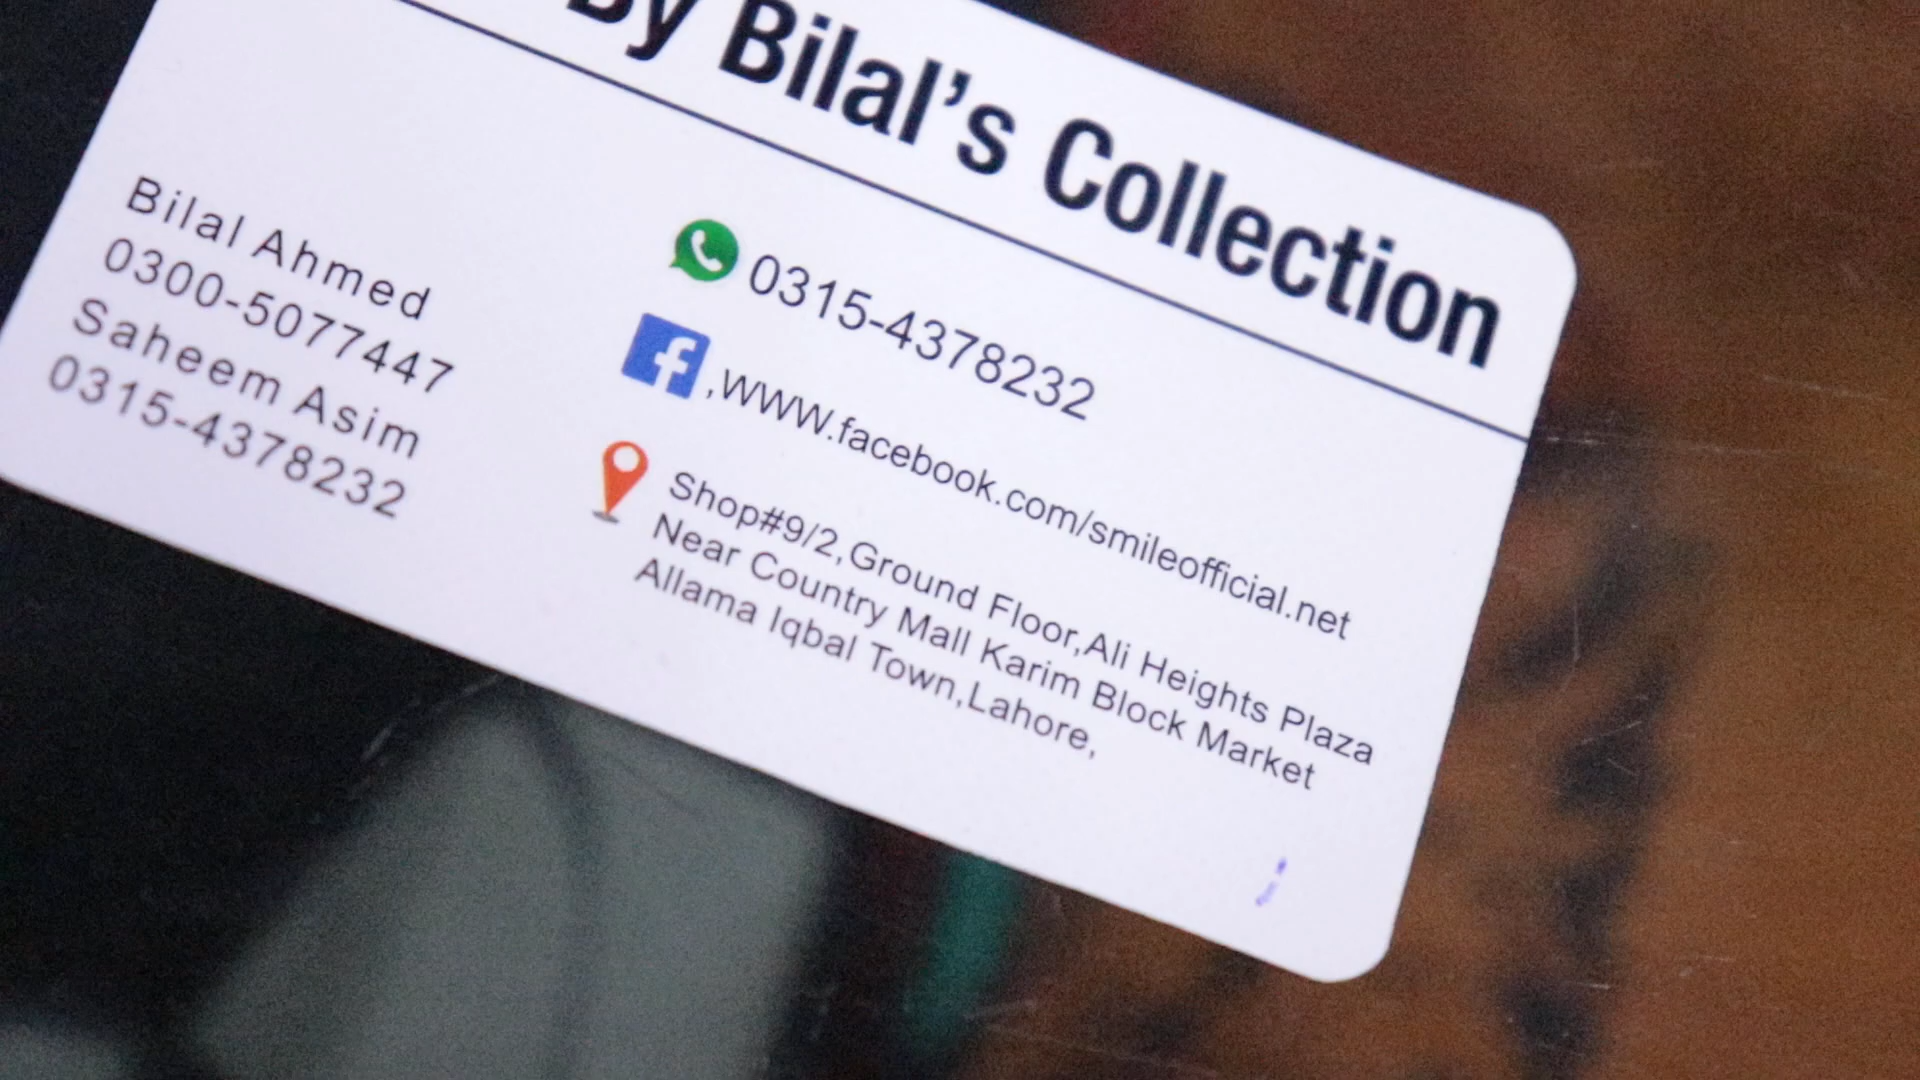 By Bilal's Collection
Bilal Ahmed
0300-5077447
Saheem Asim
0315-4378232
0315-4378232
,www.facebook.com/smileofficial.net
Shop#9/2,Ground Floor,Ali Heights Plaza
Near Country Mall Karim Block Market
Allama Iqbal Town,Lahore,